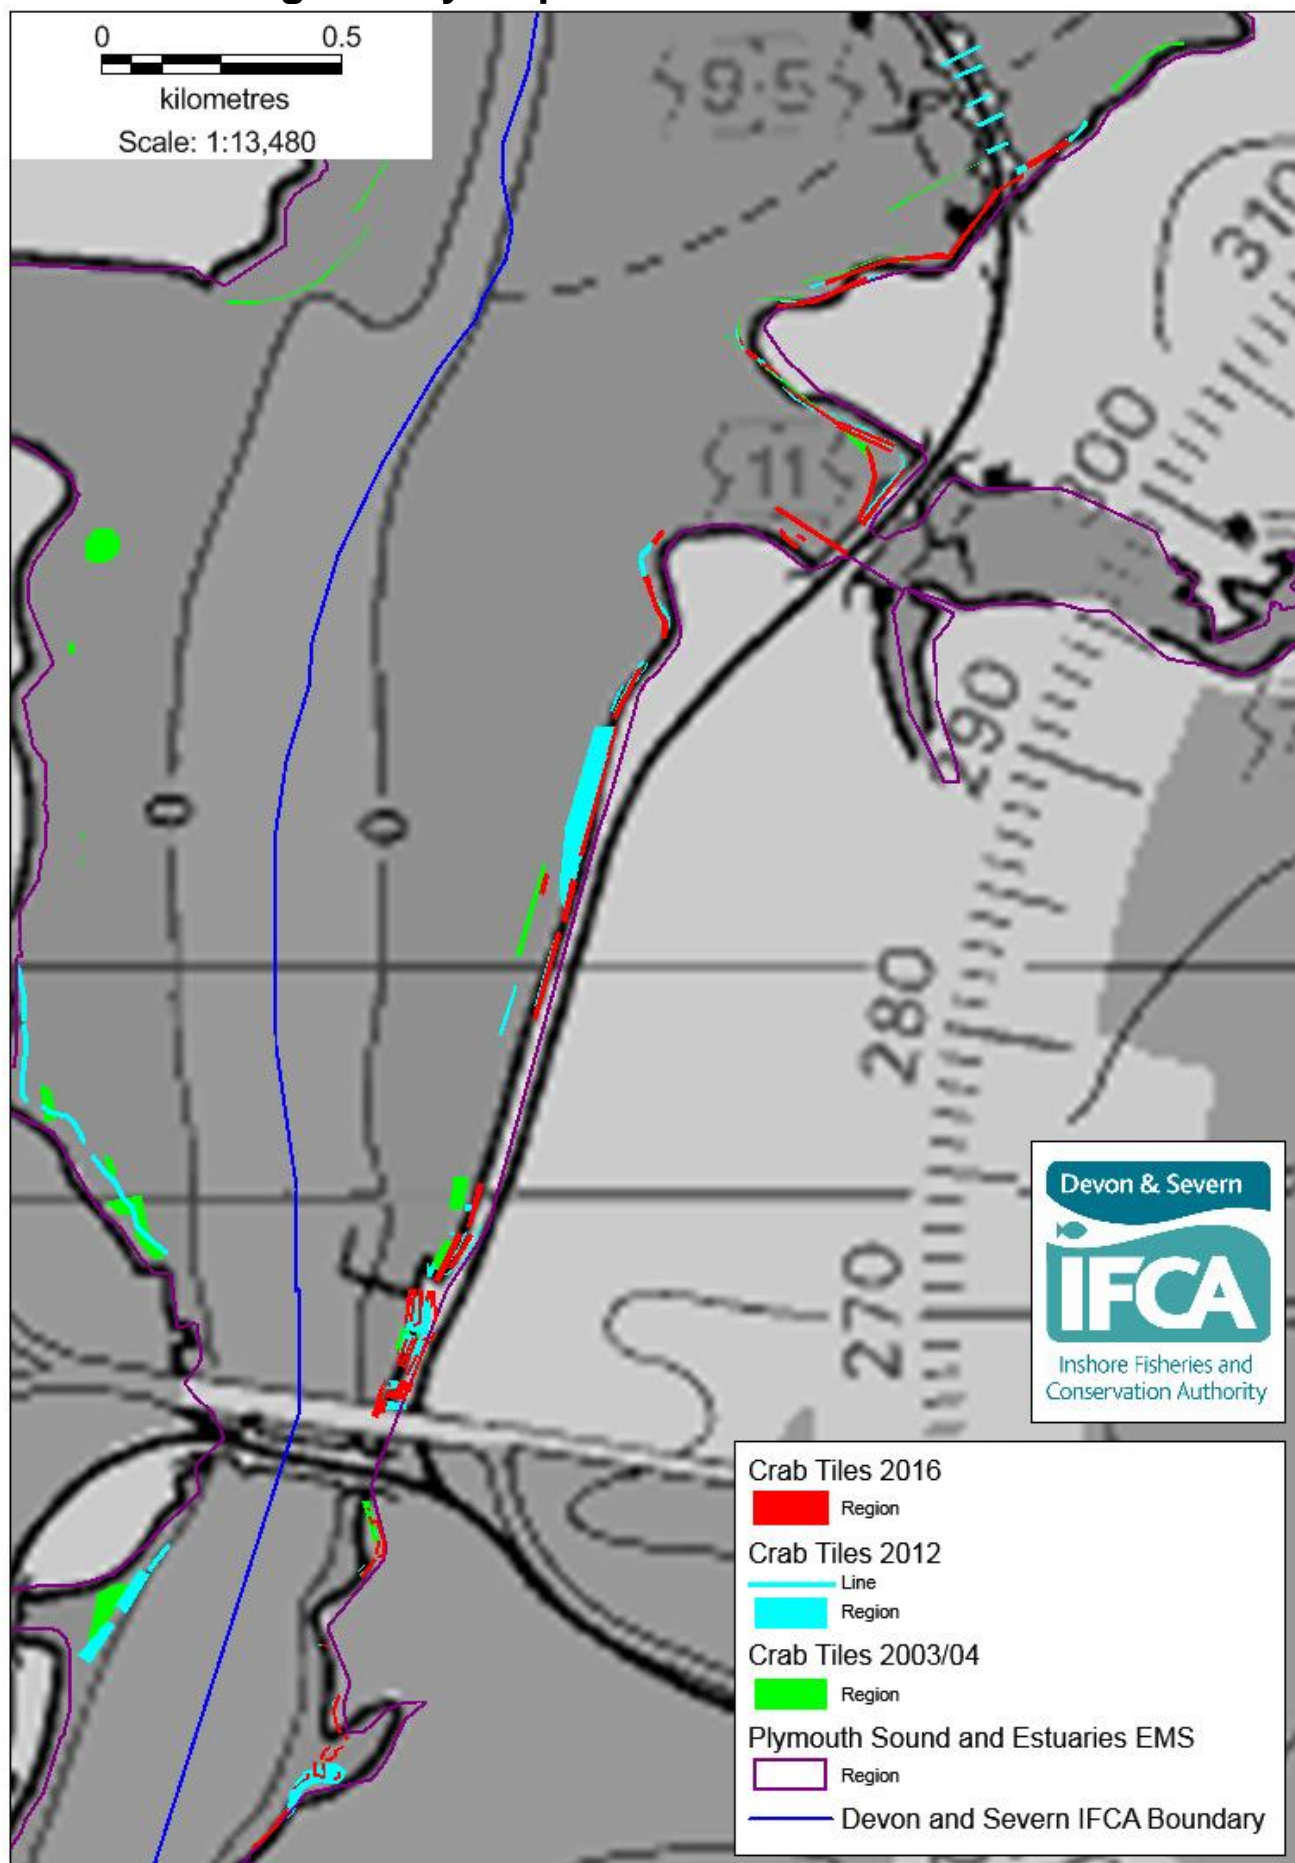 0 0.5
kilometres
Scale: 1:13,480
9.5
310
300
11
290
0
0
280
270
Devon & Severn
IFCA
Inshore Fisheries and
Conservation Authority
Crab Tiles 2016
Region
Crab Tiles 2012
Line
Region
Crab Tiles 2003/04
Region
Plymouth Sound and Estuaries EMS
Region
Devon and Severn IFCA Boundary